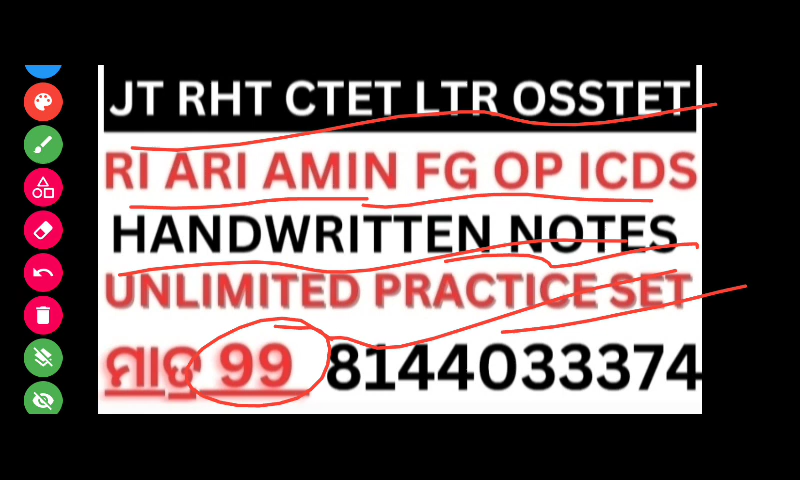 JT RHT CTET LTR OSSTET
RI ARI AMIN FG OP ICDS
HANDWRITTEN NOTES
UNLIMITED PRACTICE SET
ମାତ୍ର 99 8144033374